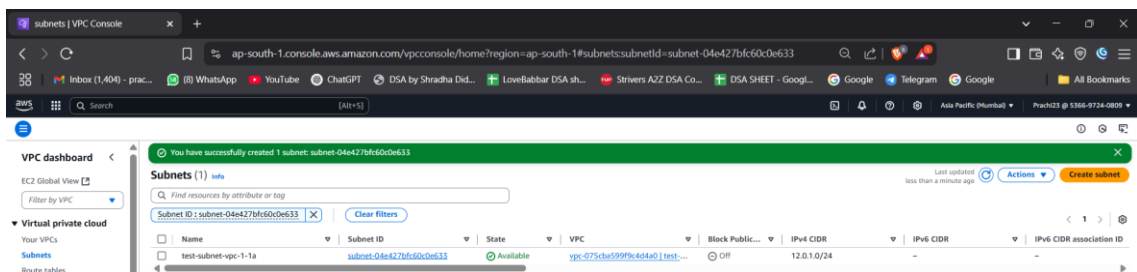 subnets | VPC Console
ap-south-1.console.aws.amazon.com/vpcconsole/home?region=ap-south-1#subnets:subnetId=subnet-04e427bfc60c0e633
Inbox (1,404) - prac... (8) WhatsApp YouTube ChatGPT DSA by Shradha Did... LoveBabbar DSA sh... Strivers A2Z DSA Co... DSA SHEET - Googl... Google Telegram Google All Bookmarks
aws Search [Alt+S] Asia Pacific (Mumbai) Prachi23 @ 5366-9724-0809
VPC dashboard
EC2 Global View
Filter by VPC
Virtual private cloud
Your VPCs
Subnets
Route tables
You have successfully created 1 subnet: subnet-04e427bfc60c0e633
Subnets (1) Info
Last updated
less than a minute ago
Actions
Create subnet
Find resources by attribute or tag
Subnet ID : subnet-04e427bfc60c0e633 Clear filters
1
Name Subnet ID State VPC Block Public... IPv4 CIDR IPv6 CIDR IPv6 CIDR association ID
test-subnet-vpc-1-1a subnet-04e427bfc60c0e633 Available vpc-075cba599f9c4d4a0 | test-... Off 12.0.1.0/24 – –